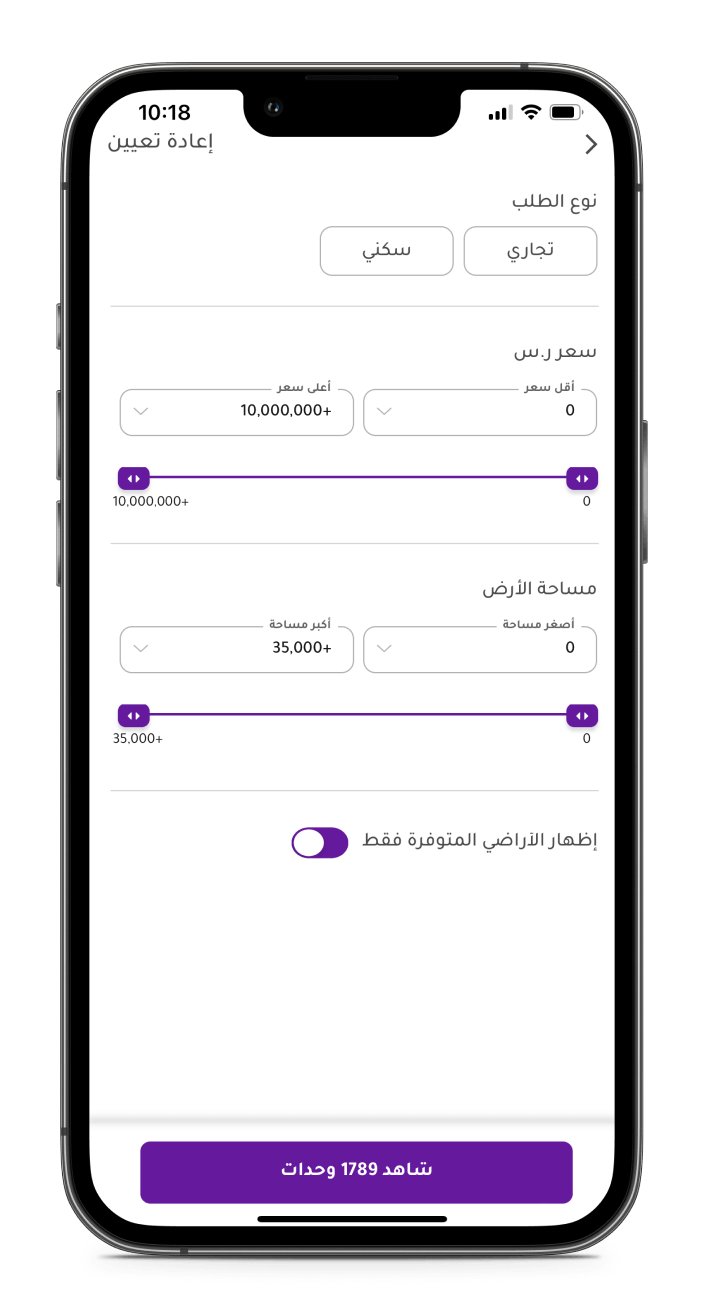 10:18
إعادة تعيين
نوع الطلب
تجاري
سكني
سعر ر.س
أقل سعر
0
أعلى سعر
10,000,000+
0
10,000,000+
مساحة الأرض
أصغر مساحة
0
أكبر مساحة
35,000+
0
35,000+
إظهار الأراضي المتوفرة فقط
شاهد 1789 وحدات